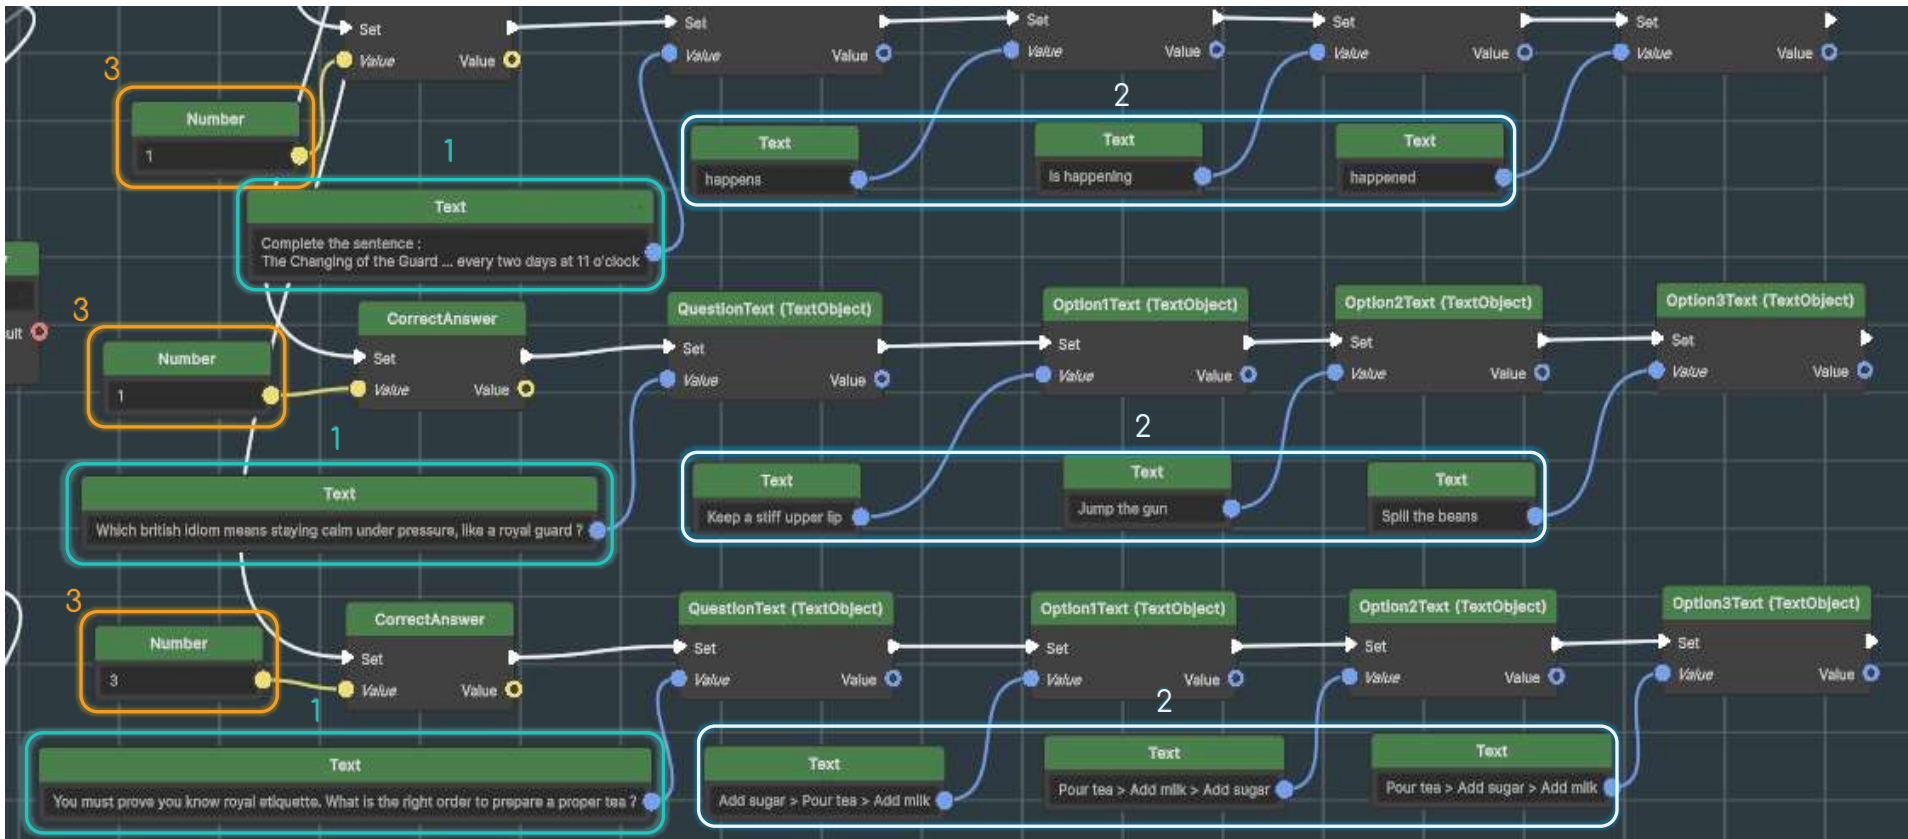 Set
Set
Set
Set
Set
Value
Value
Value
Value
Value
Value
Value
Value
Value
Value
3
2
Number
1
1
Text
happens
Text
is happening
Text
happened
Text
Complete the sentence :
The Changing of the Guard ... every two days at 11 o'clock
3
Number
1
CorrectAnswer
Set
Value
Value
QuestionText (TextObject)
Set
Value
Value
Option1Text (TextObject)
Set
Value
Value
Option2Text (TextObject)
Set
Value
Value
Option3Text (TextObject)
Set
Value
Value
ult
1
2
Text
Which british idiom means staying calm under pressure, like a royal guard ?
Text
Keep a stiff upper lip
Text
Jump the gun
Text
Spill the beans
3
Number
3
CorrectAnswer
Set
Value
Value
QuestionText (TextObject)
Set
Value
Value
Option1Text (TextObject)
Set
Value
Value
Option2Text (TextObject)
Set
Value
Value
Option3Text (TextObject)
Set
Value
Value
1
2
Text
You must prove you know royal etiquette. What is the right order to prepare a proper tea ?
Text
Add sugar > Pour tea > Add milk
Text
Pour tea > Add milk > Add sugar
Text
Pour tea > Add sugar > Add milk